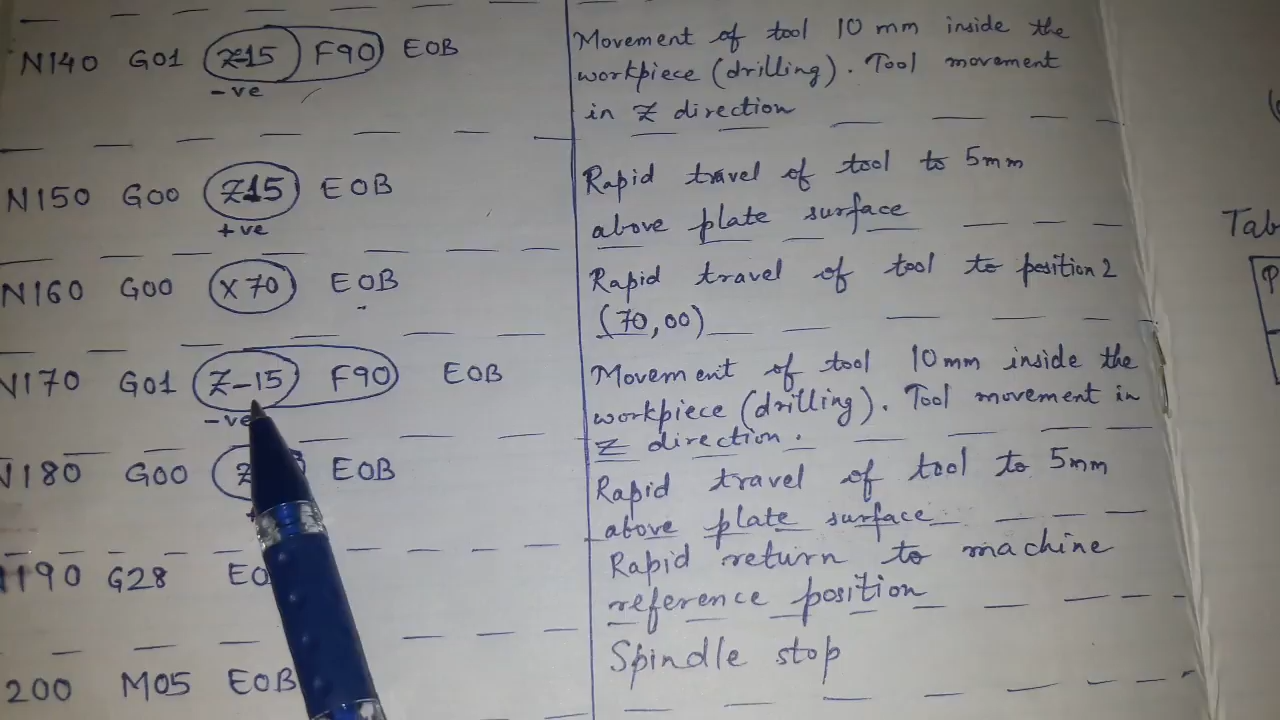 N140 G01 Z-15 F90 EOB
-ve
Movement of tool 10 mm inside the
workpiece (drilling). Tool movement
in Z direction
N150 G00 Z15 EOB
+ve
Rapid travel of tool to 5mm
above plate surface
N160 G00 X70 EOB
Rapid travel of tool to position 2
(70,00)
N170 G01 Z-15 F90 EOB
-ve
Movement of tool 10mm inside the
workpiece (drilling). Tool movement in
Z direction.
N180 G00 EOB
Rapid travel of tool to 5mm
above plate surface
190 G28
Rapid return to machine
reference position
200 M05 EOB
Spindle stop
Tab